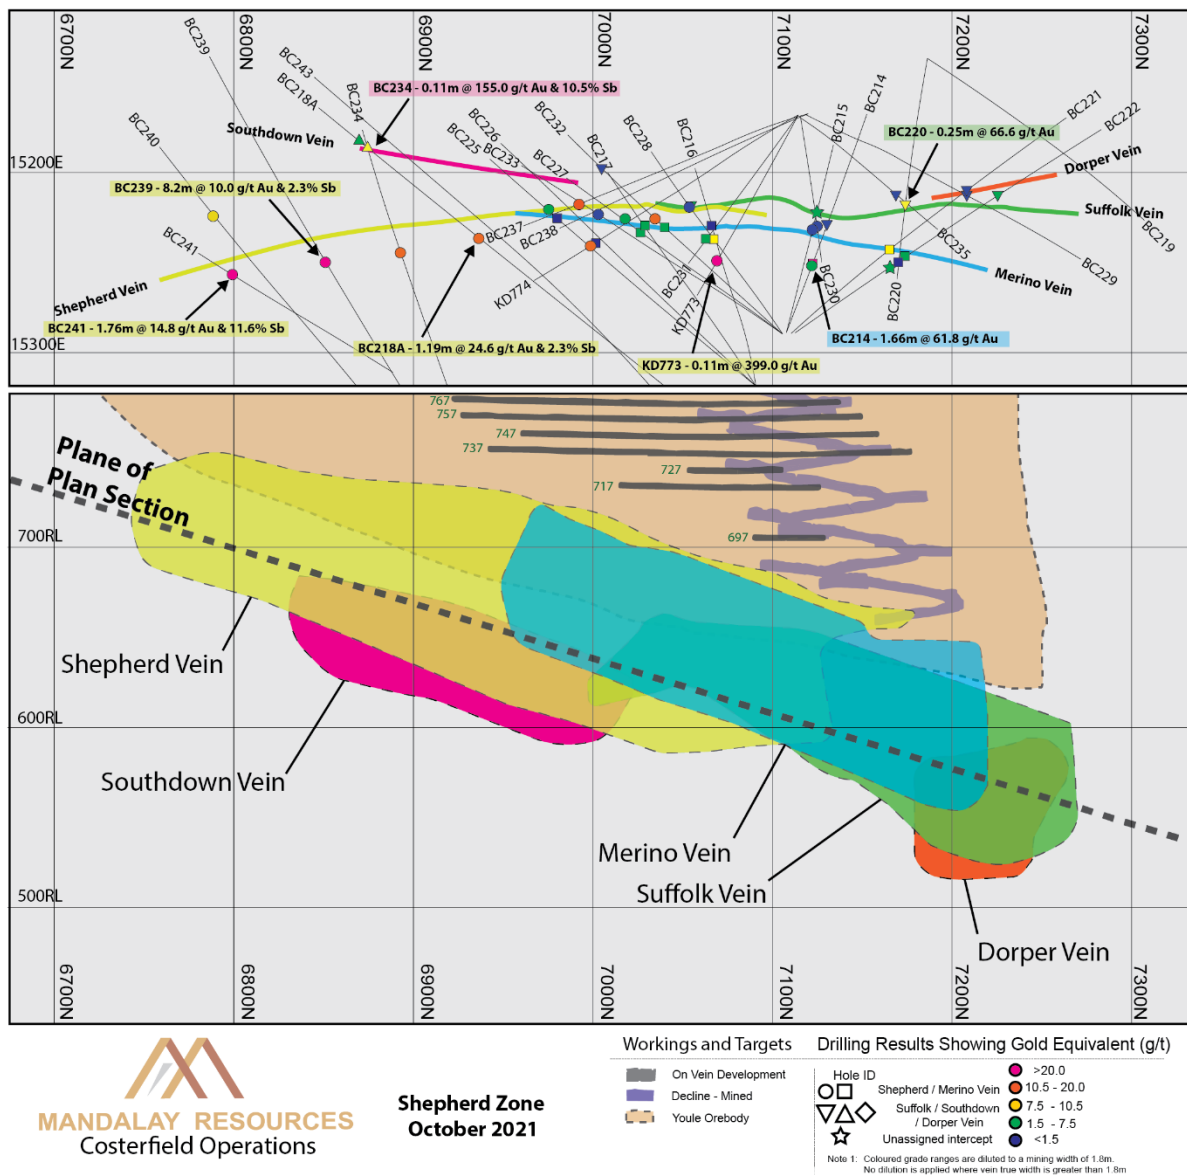 6700N
6800N
6900N
7000N
7100N
7200N
7300N
15200E
15300E
BC239
BC240
BC241
BC243
BC218A
BC234
BC225
BC226
BC233
BC232
BC227
BC217
BC228
BC216
BC215
BC214
BC221
BC222
BC237
BC238
KD774
BC231
KD773
BC230
BC220
BC235
BC229
BC219
Southdown Vein
Shepherd Vein
Dorper Vein
Suffolk Vein
Merino Vein
BC234 - 0.11m @ 155.0 g/t Au & 10.5% Sb
BC220 - 0.25m @ 66.6 g/t Au
BC239 - 8.2m @ 10.0 g/t Au & 2.3% Sb
BC241 - 1.76m @ 14.8 g/t Au & 11.6% Sb
BC218A - 1.19m @ 24.6 g/t Au & 2.3% Sb
KD773 - 0.11m @ 399.0 g/t Au
BC214 - 1.66m @ 61.8 g/t Au
767
757
747
737
727
717
697
Plane of
Plan Section
700RL
600RL
500RL
Shepherd Vein
Southdown Vein
Merino Vein
Suffolk Vein
Dorper Vein
6700N
6800N
6900N
7000N
7100N
7200N
7300N
MANDALAY RESOURCES
Costerfield Operations
Shepherd Zone
October 2021
Workings and Targets
On Vein Development
Decline - Mined
Youle Orebody
Drilling Results Showing Gold Equivalent (g/t)
Hole ID
Shepherd / Merino Vein
Suffolk / Southdown
/ Dorper Vein
Unassigned intercept
>20.0
10.5 - 20.0
7.5 - 10.5
1.5 - 7.5
<1.5
Note 1: Coloured grade ranges are diluted to a mining width of 1.8m.
No dilution is applied where vein true width is greater than 1.8m